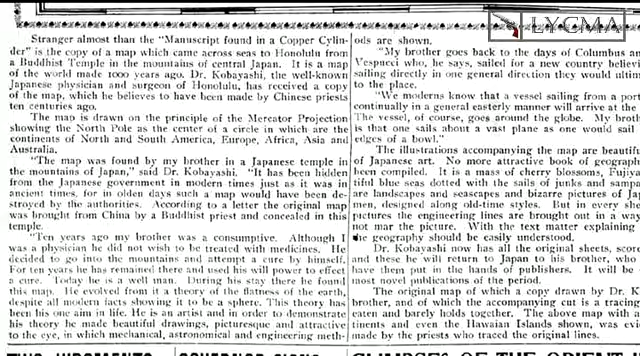 LYCMA
Stranger almost than the "Manuscript found in a Copper Cylin-
der" is the copy of a map which came across seas to Honolulu from
a Buddhist Temple in the mountains of central Japan. It is a map
of the world made 1000 years ago. Dr. Kobayashi, the well-known
Japanese physician and surgeon of Honolulu, has received a copy
of the map, which he believes to have been made by Chinese priests
ten centuries ago.
The map is drawn on the principle of the Mercator Projection
showing the North Pole as the center of a circle in which are the
continents of North and South America, Europe, Africa, Asia and
Australia.
"The map was found by my brother in a Japanese temple in
the mountains of Japan," said Dr. Kobayashi. "It has been hidden
from the Japanese government in modern times just as it was in
ancient times, for in olden days such a map would have been de-
stroyed by the authorities. According to a letter the original map
was brought from China by a Buddhist priest and concealed in this
temple.
"Ten years ago my brother was a consumptive. Although I
was a physician he did not wish to be treated with medicines. He
decided to go into the mountains and attempt a cure by himself.
For ten years he has remained there and used his will power to effect
a cure. Today he is a well man. During his stay there he found
this map. He evolved from it a theory of the flatness of the earth,
despite all modern facts showing it to be a sphere. This theory has
been his one aim in life. He is an artist and in order to demonstrate
his theory he made beautiful drawings, picturesque and attractive
to the eye, in which mechanical, astronomical and engineering meth-
ods are shown.
"My brother goes back to the days of Columbus an
Vespucci who, he says, sailed for a new country believi
sailing directly in one general direction they would ultim
to the place.
"We moderns know that a vessel sailing from a port
continually in a general easterly manner will arrive at the
The vessel, of course, goes around the globe. My broth
is that one sails about a vast plane as one would sail
edges of a bowl."
The illustrations accompanying the map are beautifu
of Japanese art. No more attractive book of geograph
been compiled. It is a mass of cherry blossoms, Fujiya
tiful blue seas dotted with the sails of junks and sampa
are landscapes and seascapes and bizarre pictures of Jap
men, designed along old-time styles. But in every she
pictures the engineering lines are brought out in a way
not mar the picture. With the text matter explaining
the geography should be easily understood.
Dr. Kobayashi now has all the original sheets, score
and these he will return to Japan to his brother, who
have them put in the hands of publishers. It will be
most novel publications of the period.
The original map of which a copy drawn by Dr. K
brother, and of which the accompanying cut is a tracing
eaten and barely holds together. The above map with a
tinents and even the Hawaiian Islands shown, was evi
made by the priests who traced the original lines.